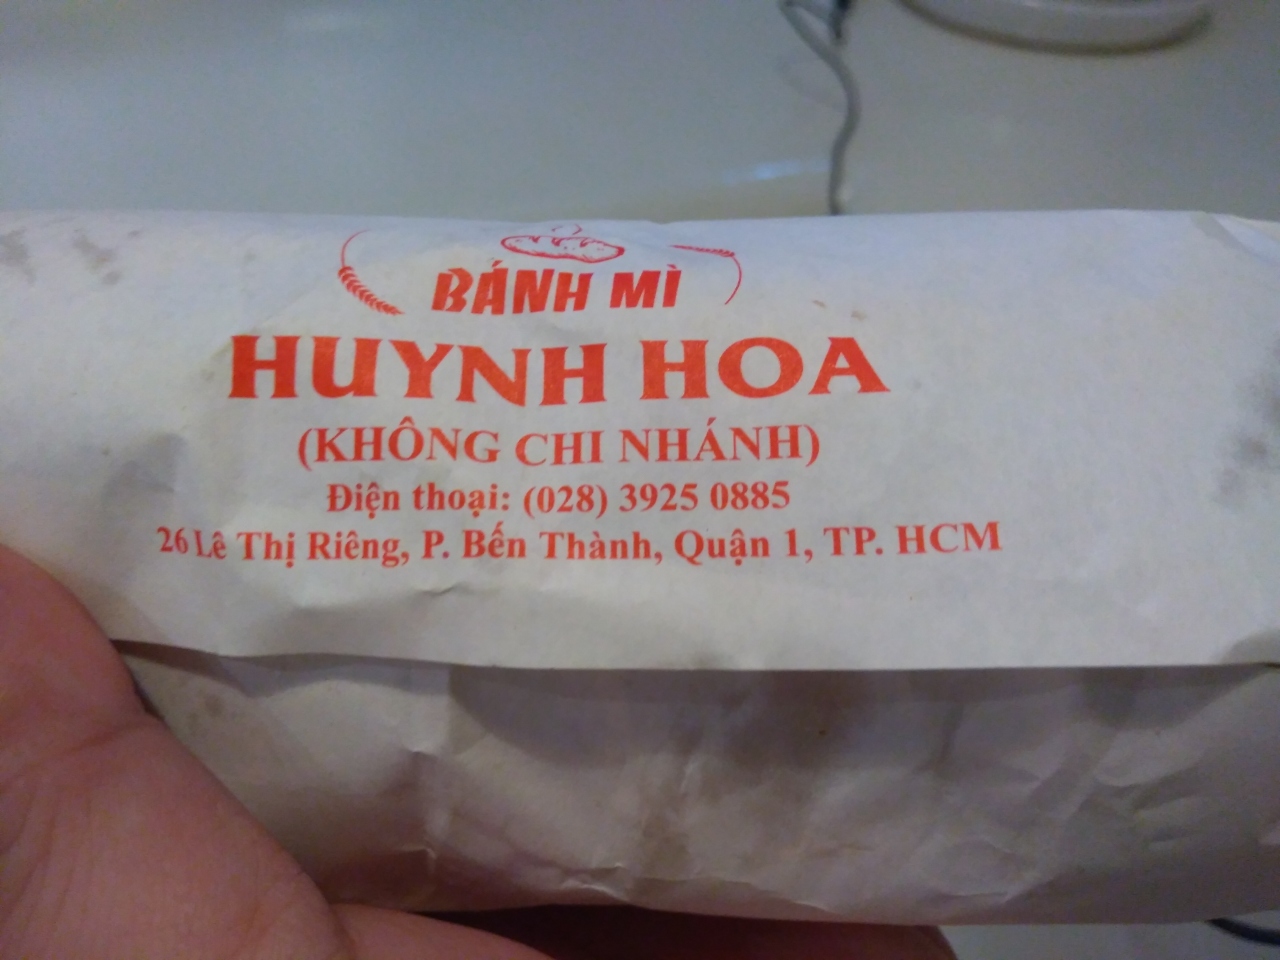 BÁNH MÌ
HUYNH HOA
(KHÔNG CHI NHÁNH)
Điện thoại: (028) 3925 0885
26 Lê Thị Riêng, P. Bến Thành, Quận 1, TP. HCM